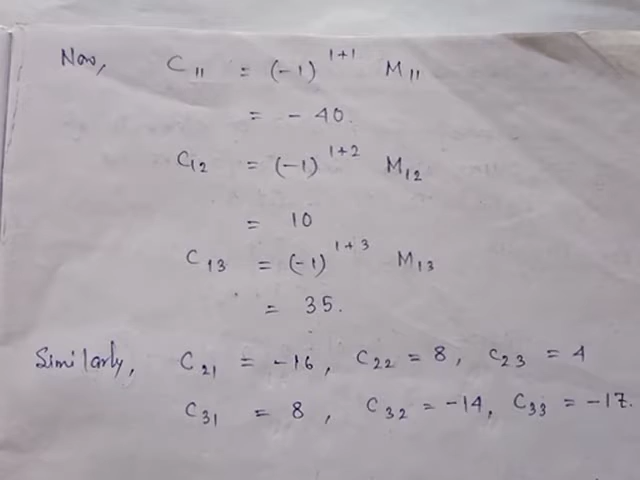 Now, C₁₁ = (-1)¹⁺¹ M₁₁
= - 40.
C₁₂ = (-1)¹⁺² M₁₂
= 10
C₁₃ = (-1)¹⁺³ M₁₃
= 35.
Similarly, C₂₁ = -16, C₂₂ = 8, C₂₃ = 4
C₃₁ = 8, C₃₂ = -14, C₃₃ = -17.